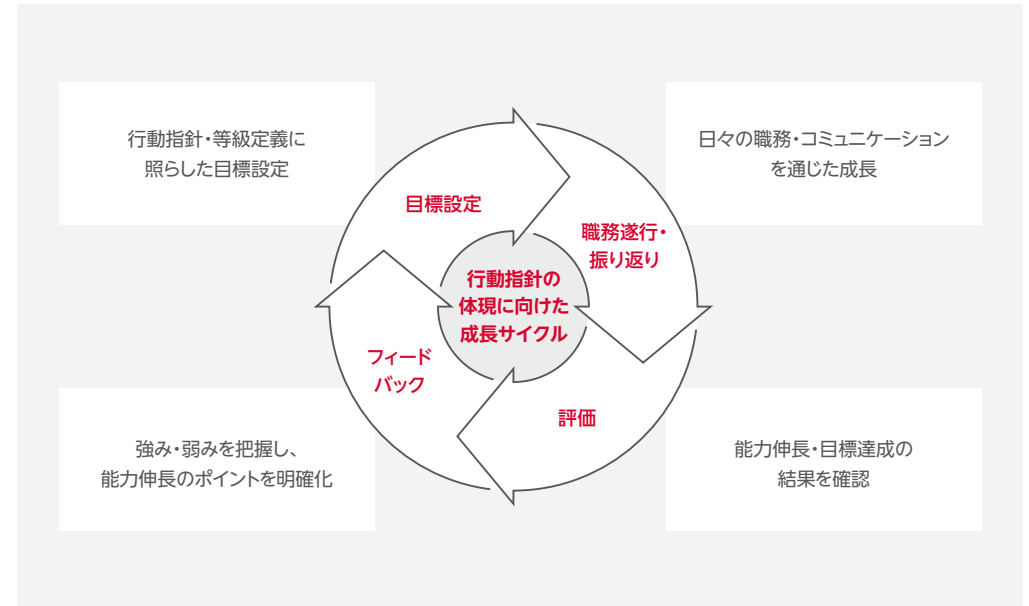 行動指針・等級定義に
照らした目標設定
日々の職務・コミュニケーション
を通じた成長
目標設定
職務遂行・
振り返り
行動指針の
体現に向けた
成長サイクル
フィード
バック
評価
強み・弱みを把握し、
能力伸長のポイントを明確化
能力伸長・目標達成の
結果を確認